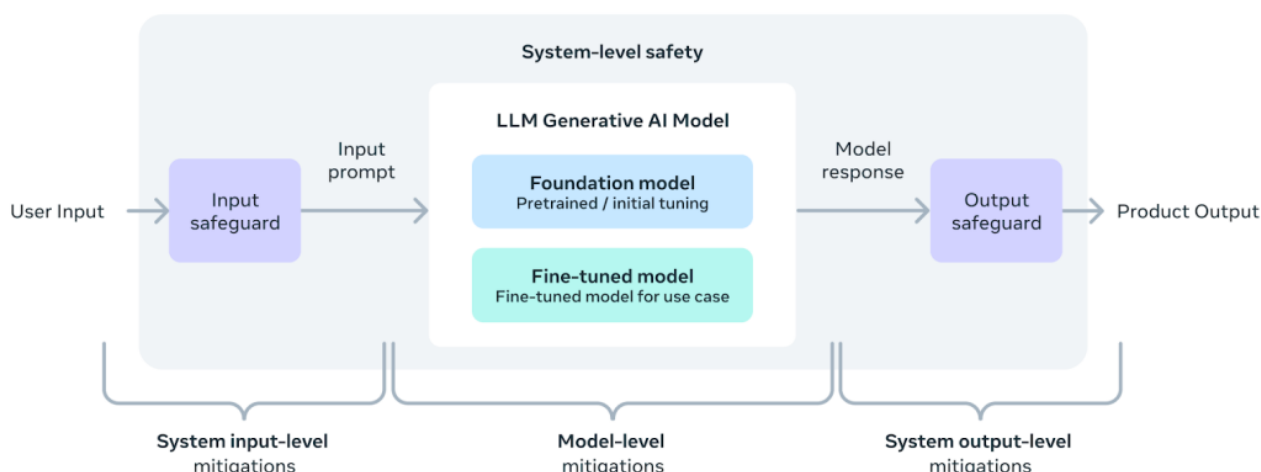 System-level safety
LLM Generative AI Model
Input
prompt
Model
response
Foundation model
Pretrained / initial tuning
User Input
Input
safeguard
Output
safeguard
Product Output
Fine-tuned model
Fine-tuned model for use case
System input-level
mitigations
Model-level
mitigations
System output-level
mitigations